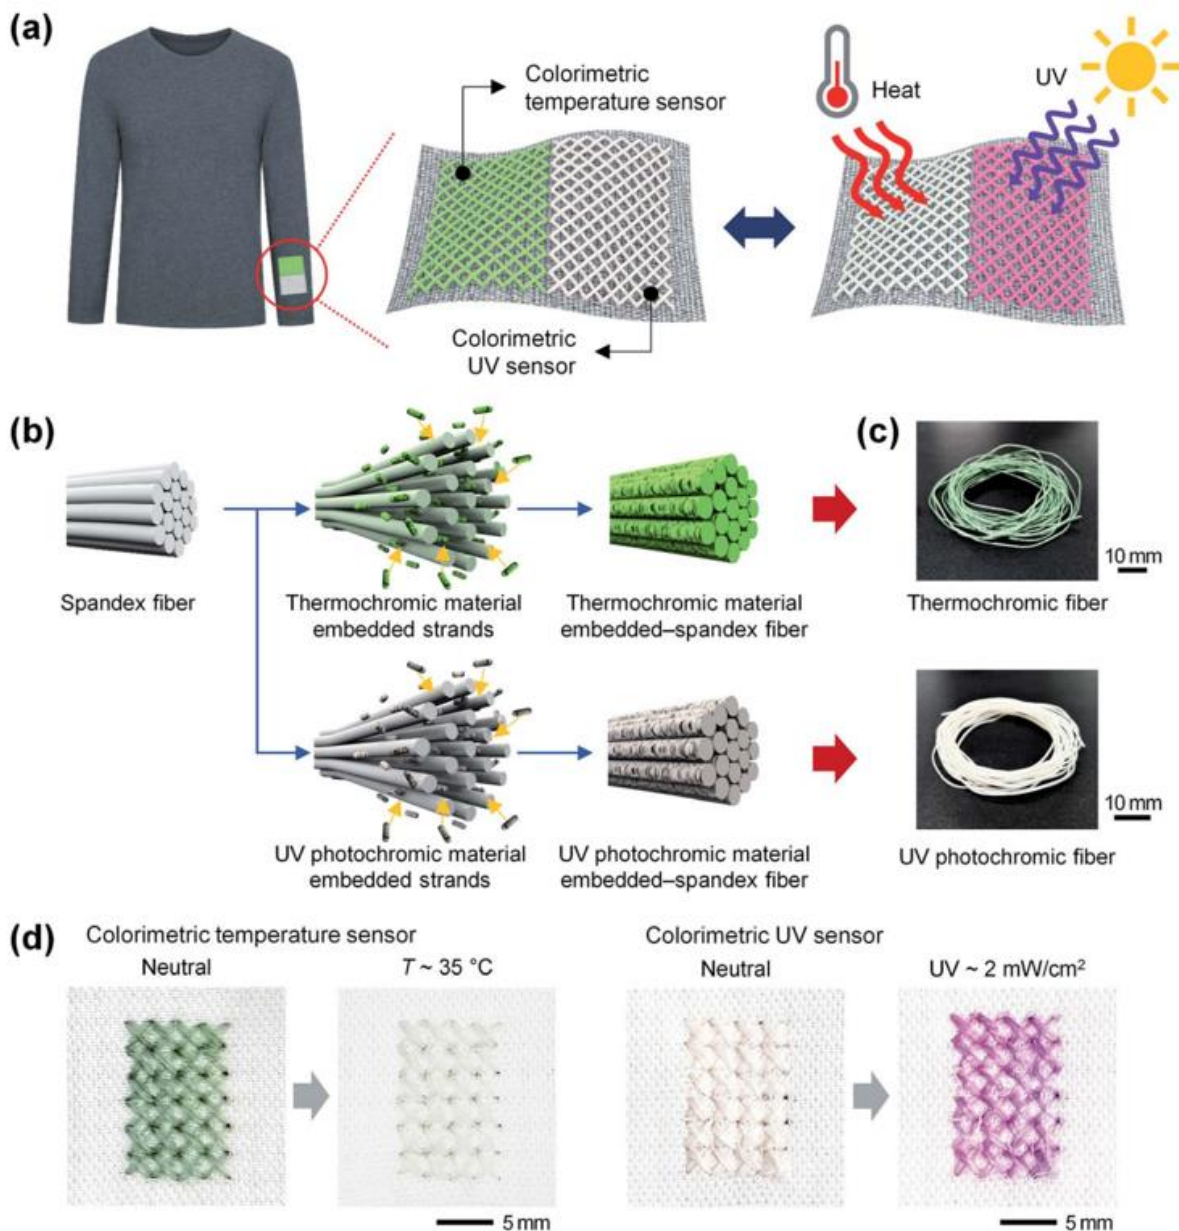 (a)
Colorimetric
temperature sensor
Heat
UV
Colorimetric
UV sensor
(b)
(c)
Spandex fiber
Thermochromic material
embedded strands
Thermochromic material
embedded–spandex fiber
10 mm
Thermochromic fiber
UV photochromic material
embedded strands
UV photochromic material
embedded–spandex fiber
10 mm
UV photochromic fiber
(d)
Colorimetric temperature sensor
Colorimetric UV sensor
Neutral
T ~ 35 °C
Neutral
UV ~ 2 mW/cm²
5 mm
5 mm